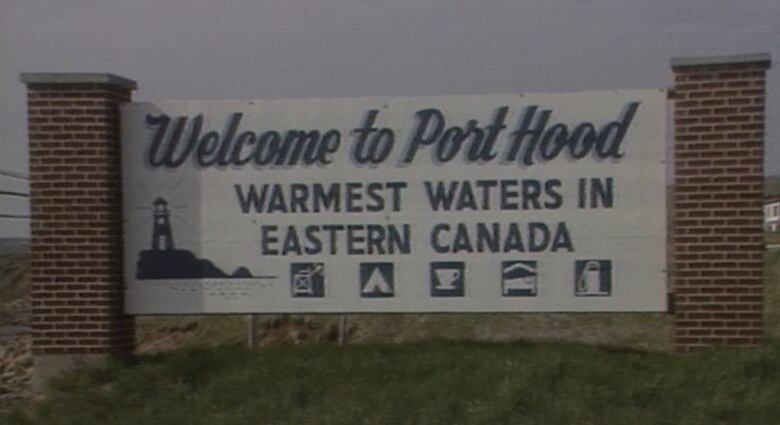 Welcome to Port Hood
WARMEST WATERS IN
EASTERN CANADA